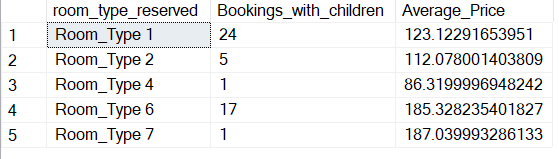 room_type_reserved Bookings_with_children Average_Price
1 Room_Type 1 24 123.12291653951
2 Room_Type 2 5 112.078001403809
3 Room_Type 4 1 86.3199996948242
4 Room_Type 6 17 185.328235401827
5 Room_Type 7 1 187.039993286133